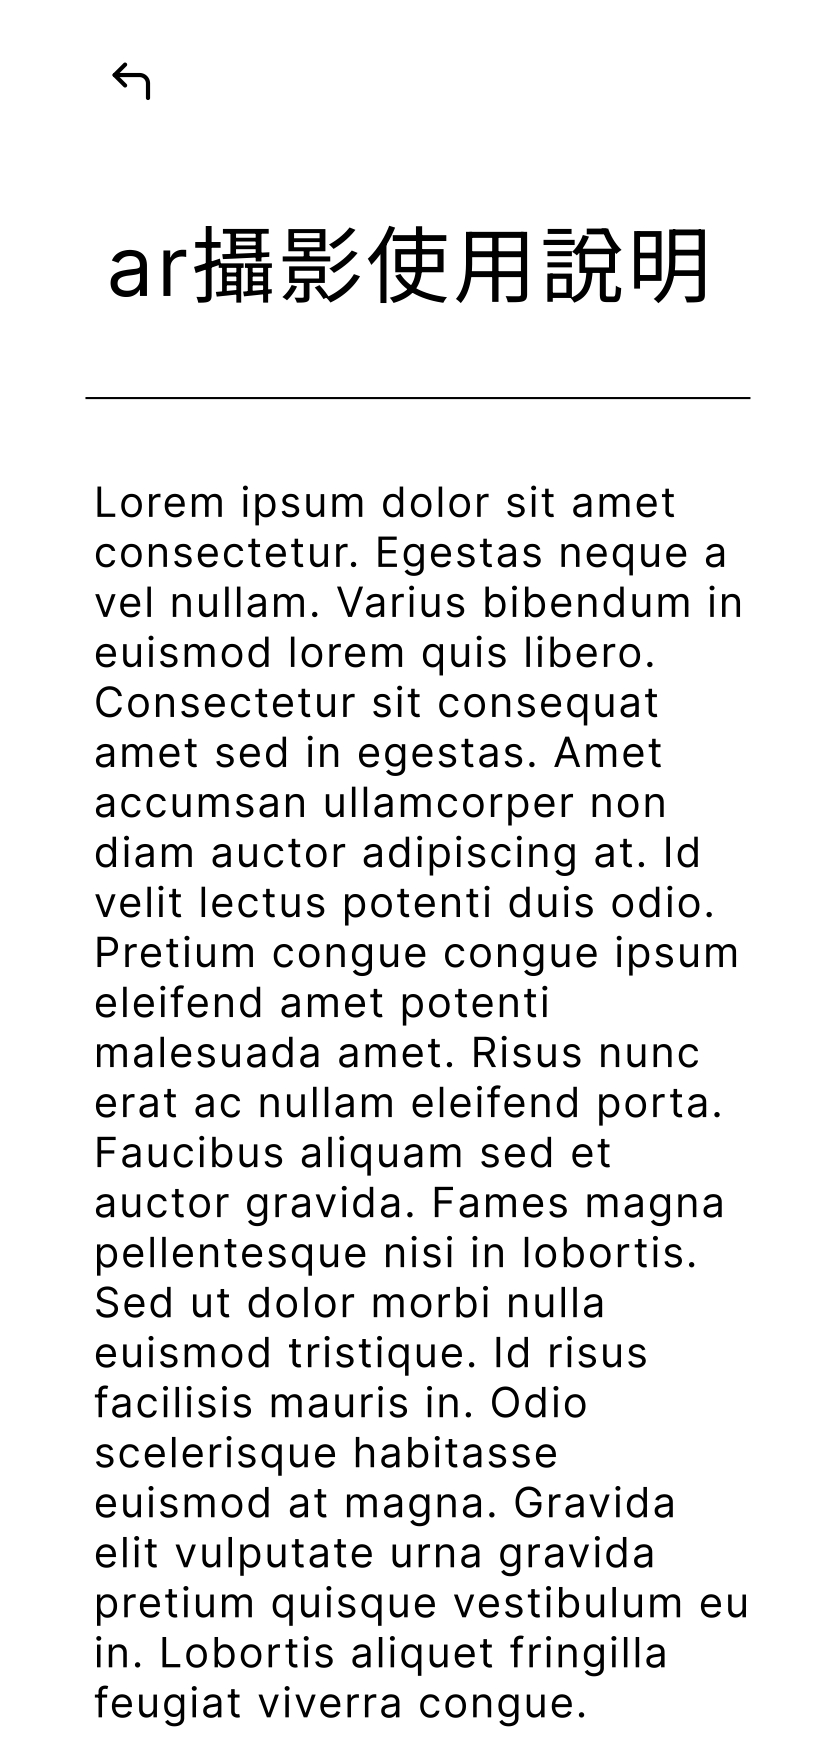 ar攝影使用說明
Lorem ipsum dolor sit amet
consectetur. Egestas neque a
vel nullam. Varius bibendum in
euismod lorem quis libero.
Consectetur sit consequat
amet sed in egestas. Amet
accumsan ullamcorper non
diam auctor adipiscing at. Id
velit lectus potenti duis odio.
Pretium congue congue ipsum
eleifend amet potenti
malesuada amet. Risus nunc
erat ac nullam eleifend porta.
Faucibus aliquam sed et
auctor gravida. Fames magna
pellentesque nisi in lobortis.
Sed ut dolor morbi nulla
euismod tristique. Id risus
facilisis mauris in. Odio
scelerisque habitasse
euismod at magna. Gravida
elit vulputate urna gravida
pretium quisque vestibulum eu
in. Lobortis aliquet fringilla
feugiat viverra congue.